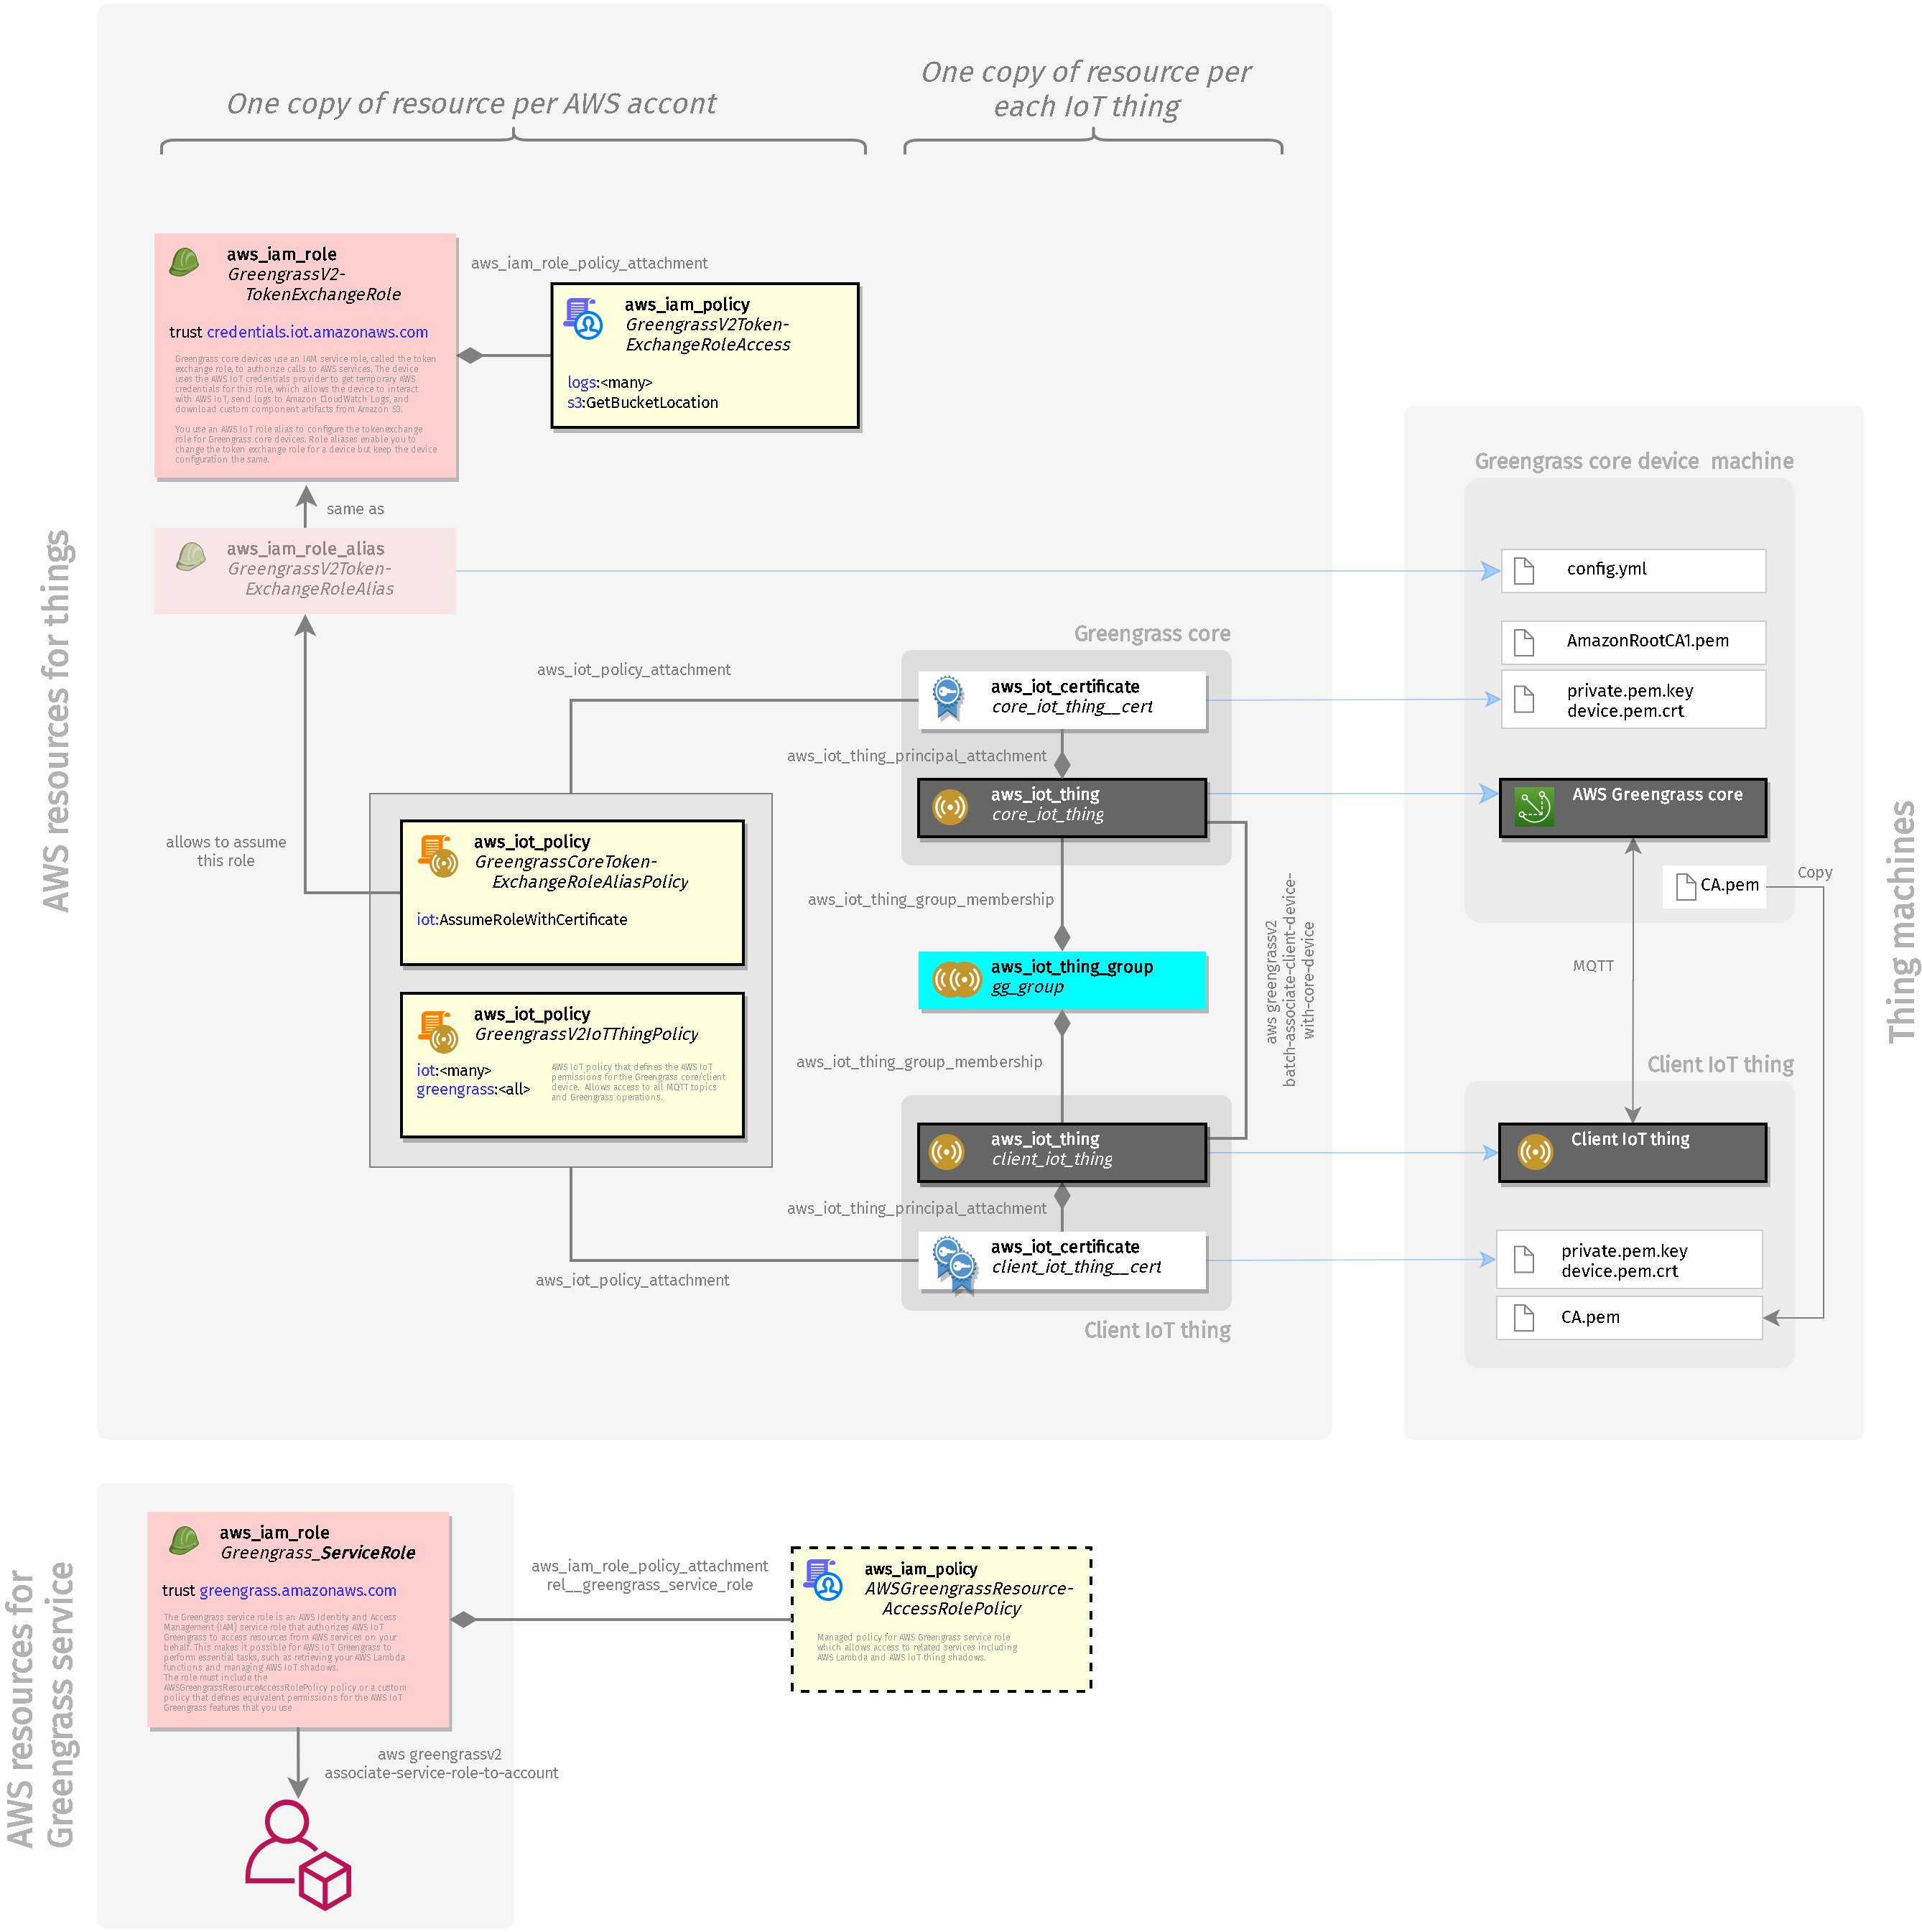 One copy of resource per AWS accont
One copy of resource per
each IoT thing
AWS resources for things
aws_iam_role
GreengrassV2-
TokenExchangeRole
trust credentials.iot.amazonaws.com
Greengrass core devices use an IAM service role, called the token
exchange role, to authorize calls to AWS services. The device
uses the AWS IoT credentials provider to get temporary AWS
credentials for this role, which allows the device to interact
with AWS IoT, send logs to Amazon CloudWatch Logs, and
download custom component artifacts from Amazon S3.
You use an AWS IoT role alias to configure the tokenexchange
role for Greengrass core devices. Role aliases enable you to
change the token exchange role for a device but keep the device
configuration the same.
aws_iam_role_policy_attachment
aws_iam_policy
GreengrassV2Token-
ExchangeRoleAccess
logs:<many>
s3:GetBucketLocation
same as
aws_iam_role_alias
GreengrassV2Token-
ExchangeRoleAlias
allows to assume
this role
aws_iot_policy_attachment
aws_iot_policy
GreengrassCoreToken-
ExchangeRoleAliasPolicy
iot:AssumeRoleWithCertificate
aws_iot_policy
GreengrassV2IoTThingPolicy
iot:<many>
greengrass:<all>
AWS IoT policy that defines the AWS IoT
permissions for the Greengrass core/client
device. Allows access to all MQTT topics
and Greengrass operations.
aws_iot_policy_attachment
Greengrass core
aws_iot_certificate
core_iot_thing__cert
aws_iot_thing_principal_attachment
aws_iot_thing
core_iot_thing
aws_iot_thing_group_membership
aws_iot_thing_group
gg_group
aws_iot_thing_group_membership
aws greengrassv2
batch-associate-client-device-
with-core-device
aws_iot_thing
client_iot_thing
aws_iot_thing_principal_attachment
aws_iot_certificate
client_iot_thing__cert
Client IoT thing
Thing machines
Greengrass core device machine
config.yml
AmazonRootCA1.pem
private.pem.key
device.pem.crt
AWS Greengrass core
CA.pem
Copy
MQTT
Client IoT thing
Client IoT thing
private.pem.key
device.pem.crt
CA.pem
AWS resources for
Greengrass service
aws_iam_role
Greengrass_ServiceRole
trust greengrass.amazonaws.com
The Greengrass service role is an AWS Identity and Access
Management (IAM) service role that authorizes AWS IoT
Greengrass to access resources from AWS services on your
behalf. This makes it possible for AWS IoT Greengrass to
perform essential tasks, such as retrieving your AWS Lambda
functions and managing AWS IoT shadows.
The role must include the
AWSGreengrassResourceAccessRolePolicy policy or a custom
policy that defines equivalent permissions for the AWS IoT
Greengrass features that you use
aws_iam_role_policy_attachment
rel__greengrass_service_role
aws_iam_policy
AWSGreengrassResource-
AccessRolePolicy
Managed policy for AWS Greengrass service role
which allows access to related services including
AWS Lambda and AWS IoT thing shadows.
aws greengrassv2
associate-service-role-to-account